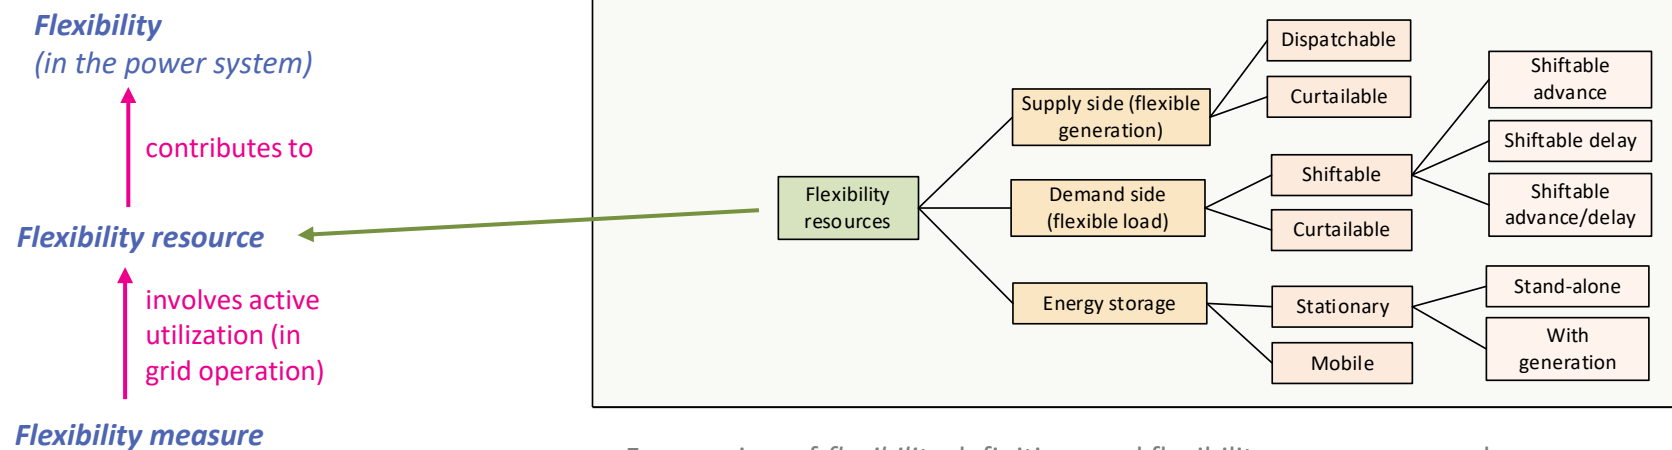 Flexibility
(in the power system)
contributes to
Flexibility resource
involves active
utilization (in
grid operation)
Flexibility measure
Flexibility
resources
Supply side (flexible
generation)
Demand side
(flexible load)
Energy storage
Dispatchable
Curtailable
Shiftable
Curtailable
Stationary
Mobile
Shiftable
advance
Shiftable delay
Shiftable
advance/delay
Stand-alone
With
generation